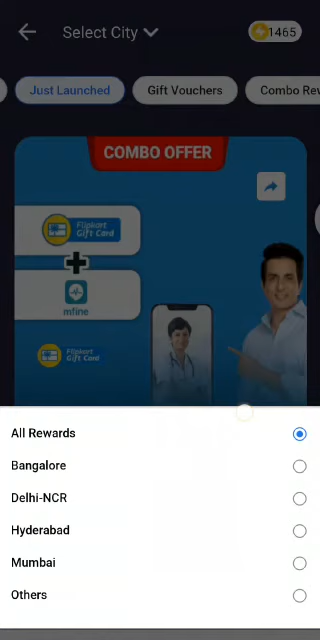 Select City
1465
Just Launched
Gift Vouchers
Combo Rew
COMBO OFFER
Flipkart
Gift Card
mfine
Flipkart
Gift Card
All Rewards
Bangalore
Delhi-NCR
Hyderabad
Mumbai
Others